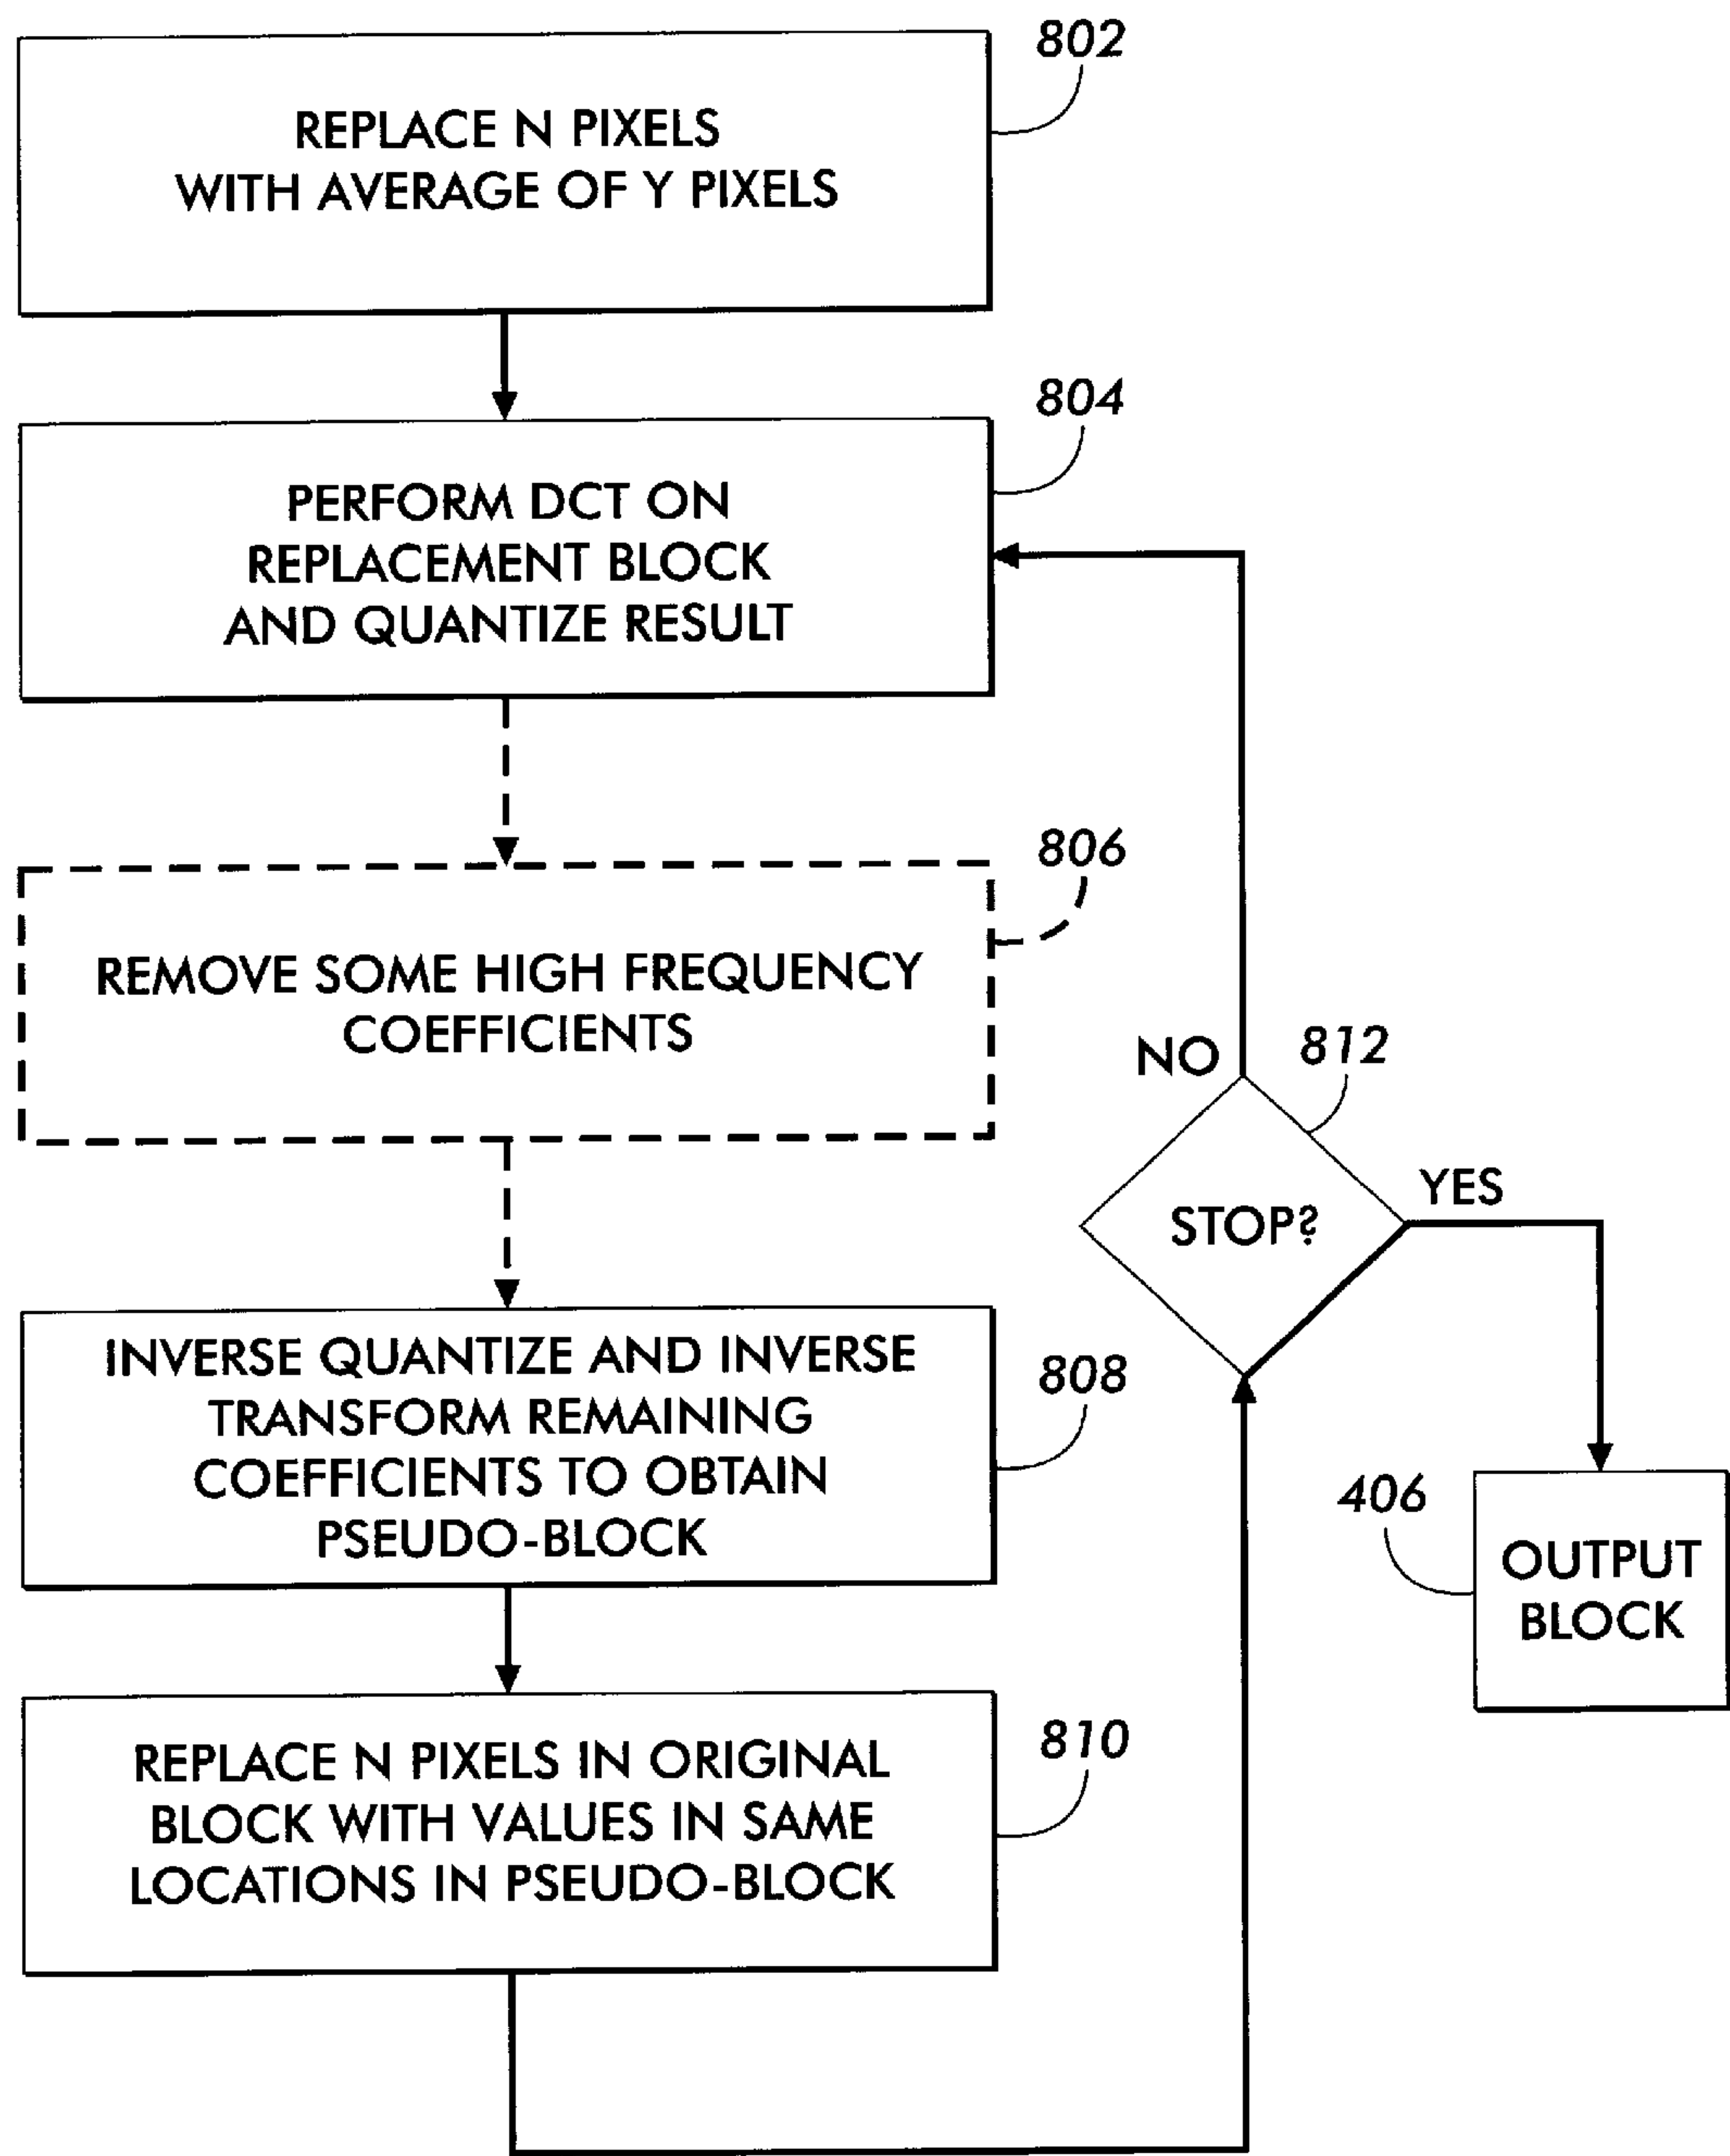 802
REPLACE N PIXELS
WITH AVERAGE OF Y PIXELS
804
PERFORM DCT ON
REPLACEMENT BLOCK
AND QUANTIZE RESULT
806
REMOVE SOME HIGH FREQUENCY
COEFFICIENTS
NO
812
STOP?
YES
INVERSE QUANTIZE AND INVERSE
TRANSFORM REMAINING
COEFFICIENTS TO OBTAIN
PSEUDO-BLOCK
808
406
OUTPUT
BLOCK
REPLACE N PIXELS IN ORIGINAL
BLOCK WITH VALUES IN SAME
LOCATIONS IN PSEUDO-BLOCK
810